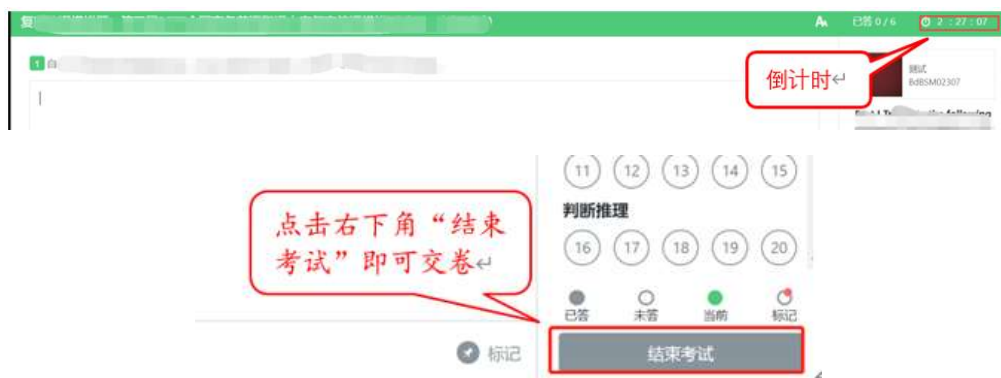 复
已答 0 / 6
2 : 27 : 07
1
倒计时
测试
BdBSM02307
following
11 12 13 14 15
判断推理
16 17 18 19 20
点击右下角“结束
考试”即可交卷
已答 未答 当前 标记
标记
结束考试